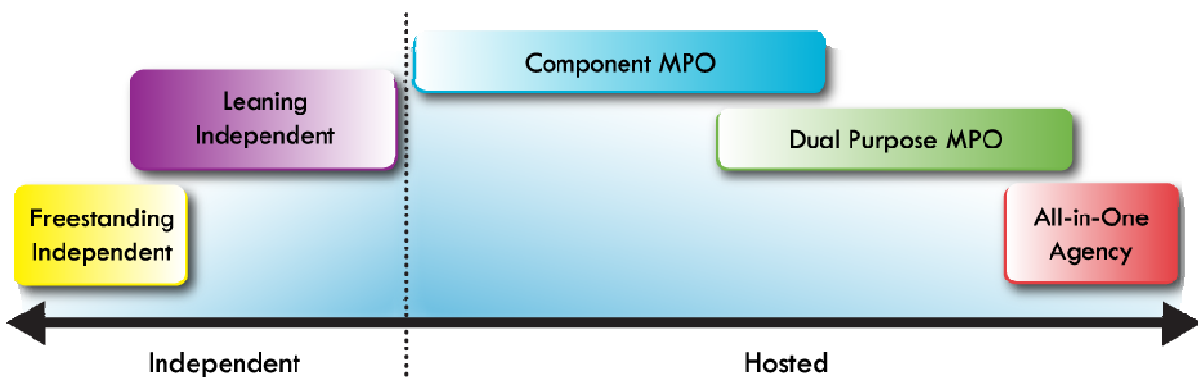 Component MPO
Leaning
Independent
Dual Purpose MPO
Freestanding
Independent
All-in-One
Agency
Independent
Hosted